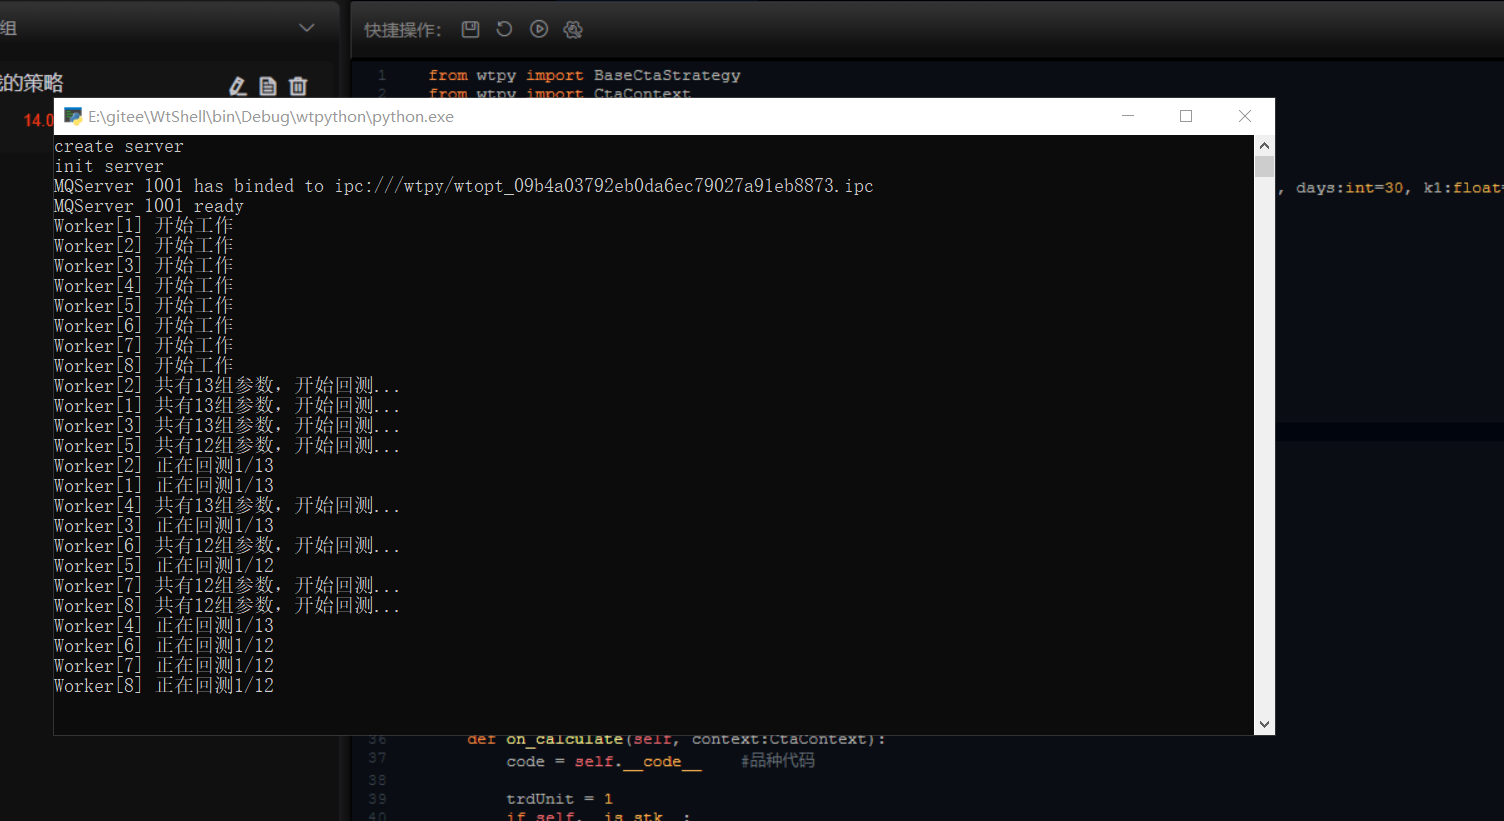 组
快捷操作:
我的策略
14.0
1 from wtpy import BaseCtaStrategy
2 from wtpy import CtaContext
E:\gitee\WtShell\bin\Debug\wtpython\python.exe
create server
init server
MQServer 1001 has binded to ipc:///wtpy/wtopt_09b4a03792eb0da6ec79027a91eb8873.ipc
, days:int=30, k1:float=
MQServer 1001 ready
Worker[1] 开始工作
Worker[2] 开始工作
Worker[3] 开始工作
Worker[4] 开始工作
Worker[5] 开始工作
Worker[6] 开始工作
Worker[7] 开始工作
Worker[8] 开始工作
Worker[2] 共有13组参数，开始回测...
Worker[1] 共有13组参数，开始回测...
Worker[3] 共有13组参数，开始回测...
Worker[5] 共有12组参数，开始回测...
Worker[2] 正在回测1/13
Worker[1] 正在回测1/13
Worker[4] 共有13组参数，开始回测...
Worker[3] 正在回测1/13
Worker[6] 共有12组参数，开始回测...
Worker[5] 正在回测1/12
Worker[7] 共有12组参数，开始回测...
Worker[8] 共有12组参数，开始回测...
Worker[4] 正在回测1/13
Worker[6] 正在回测1/12
Worker[7] 正在回测1/12
Worker[8] 正在回测1/12
36 def on_calculate(self, context:CtaContext):
37 code = self.__code__ #品种代码
38
39 trdUnit = 1
40 if self.__is_stk__: